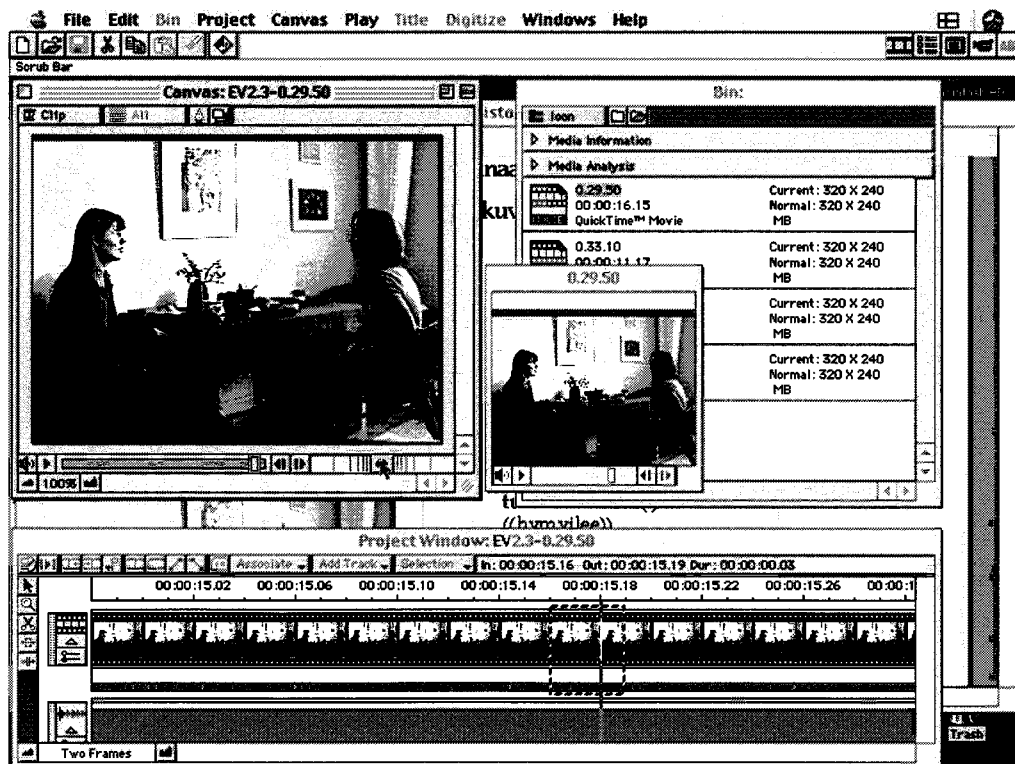 File Edit Bin Project Canvas Play Title Digitize Windows Help
Scrub Bar
Canvas: EV2.3-0.29.50
Clip All
100%
Bin:
Icon
Media Information
Media Analysis
0.29.50
00:00:16.15
QuickTime™ Movie
Current: 320 X 240
Normal: 320 X 240
MB
0.33.10
00:00:11.17
Current: 320 X 240
Normal: 320 X 240
MB
Current: 320 X 240
Normal: 320 X 240
MB
Current: 320 X 240
Normal: 320 X 240
MB
0.29.50
((hymyilee))
Project Window: EV2.3-0.29.50
Associate Add Track Selection In: 00:00:15.16 Out: 00:00:15.19 Dur: 00:00:00.03
00:00:15.02 00:00:15.06 00:00:15.10 00:00:15.14 00:00:15.18 00:00:15.22 00:00:15.26
Two Frames
Trash